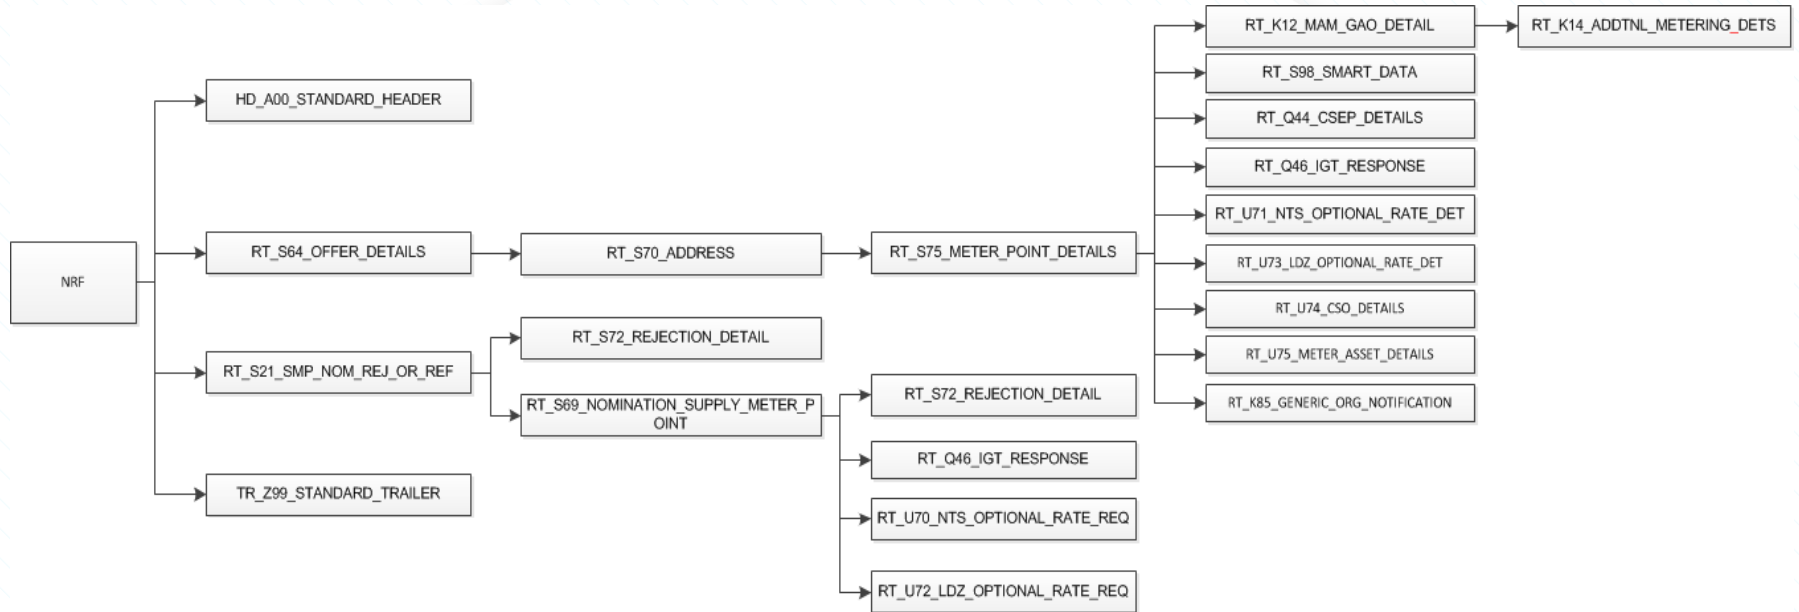 RT_K12_MAM_GAO_DETAIL
RT_K14_ADDTNL_METERING_DETS
RT_S98_SMART_DATA
HD_A00_STANDARD_HEADER
RT_Q44_CSEP_DETAILS
RT_Q46_IGT_RESPONSE
RT_U71_NTS_OPTIONAL_RATE_DET
RT_S64_OFFER_DETAILS
RT_S70_ADDRESS
RT_S75_METER_POINT_DETAILS
RT_U73_LDZ_OPTIONAL_RATE_DET
NRF
RT_U74_CSO_DETAILS
RT_S72_REJECTION_DETAIL
RT_U75_METER_ASSET_DETAILS
RT_S21_SMP_NOM_REJ_OR_REF
RT_S69_NOMINATION_SUPPLY_METER_P
OINT
RT_S72_REJECTION_DETAIL
RT_K85_GENERIC_ORG_NOTIFICATION
RT_Q46_IGT_RESPONSE
TR_Z99_STANDARD_TRAILER
RT_U70_NTS_OPTIONAL_RATE_REQ
RT_U72_LDZ_OPTIONAL_RATE_REQ